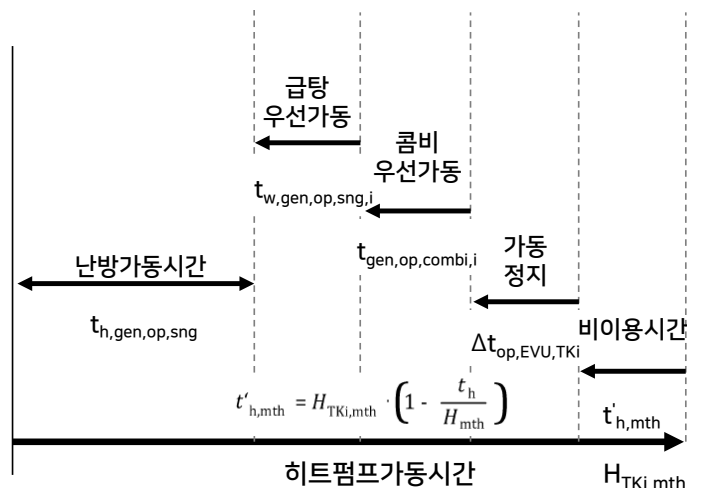 급탕
우선가동
t_w,gen,op,sng,i
콤비
우선가동
t_gen,op,combi,i
난방가동시간
t_h,gen,op,sng
가동
정지
Δt_op,EVU,TKi
비이용시간
t'_h,mth = H_TKi,mth · (1 - t_h / H_mth)
t'_h,mth
히트펌프가동시간
H_TKi,mth